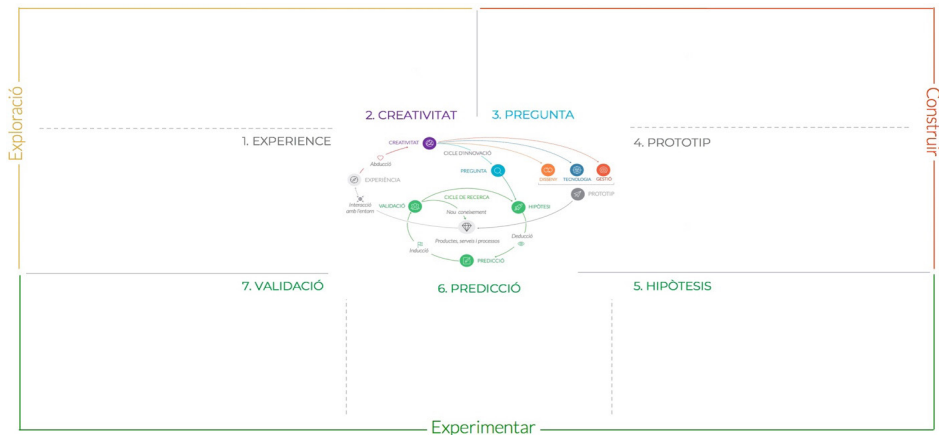 Exploració
Construir
2. CREATIVITAT
3. PREGUNTA
1. EXPERIENCE
4. PROTOTIP
CREATIVITAT
CICLE D'INNOVACIÓ
Abducció
PREGUNTA
DISSENY
TECNOLOGIA
GESTIÓ
EXPERIÈNCIA
PROTOTIP
Interacció
amb l'entorn
VALIDACIÓ
CICLE DE RECERCA
HIPÒTESI
Nou coneixement
Deducció
Productes, serveis i processos
Inducció
PREDICCIÓ
7. VALIDACIÓ
6. PREDICCIÓ
5. HIPÒTESIS
Experimentar